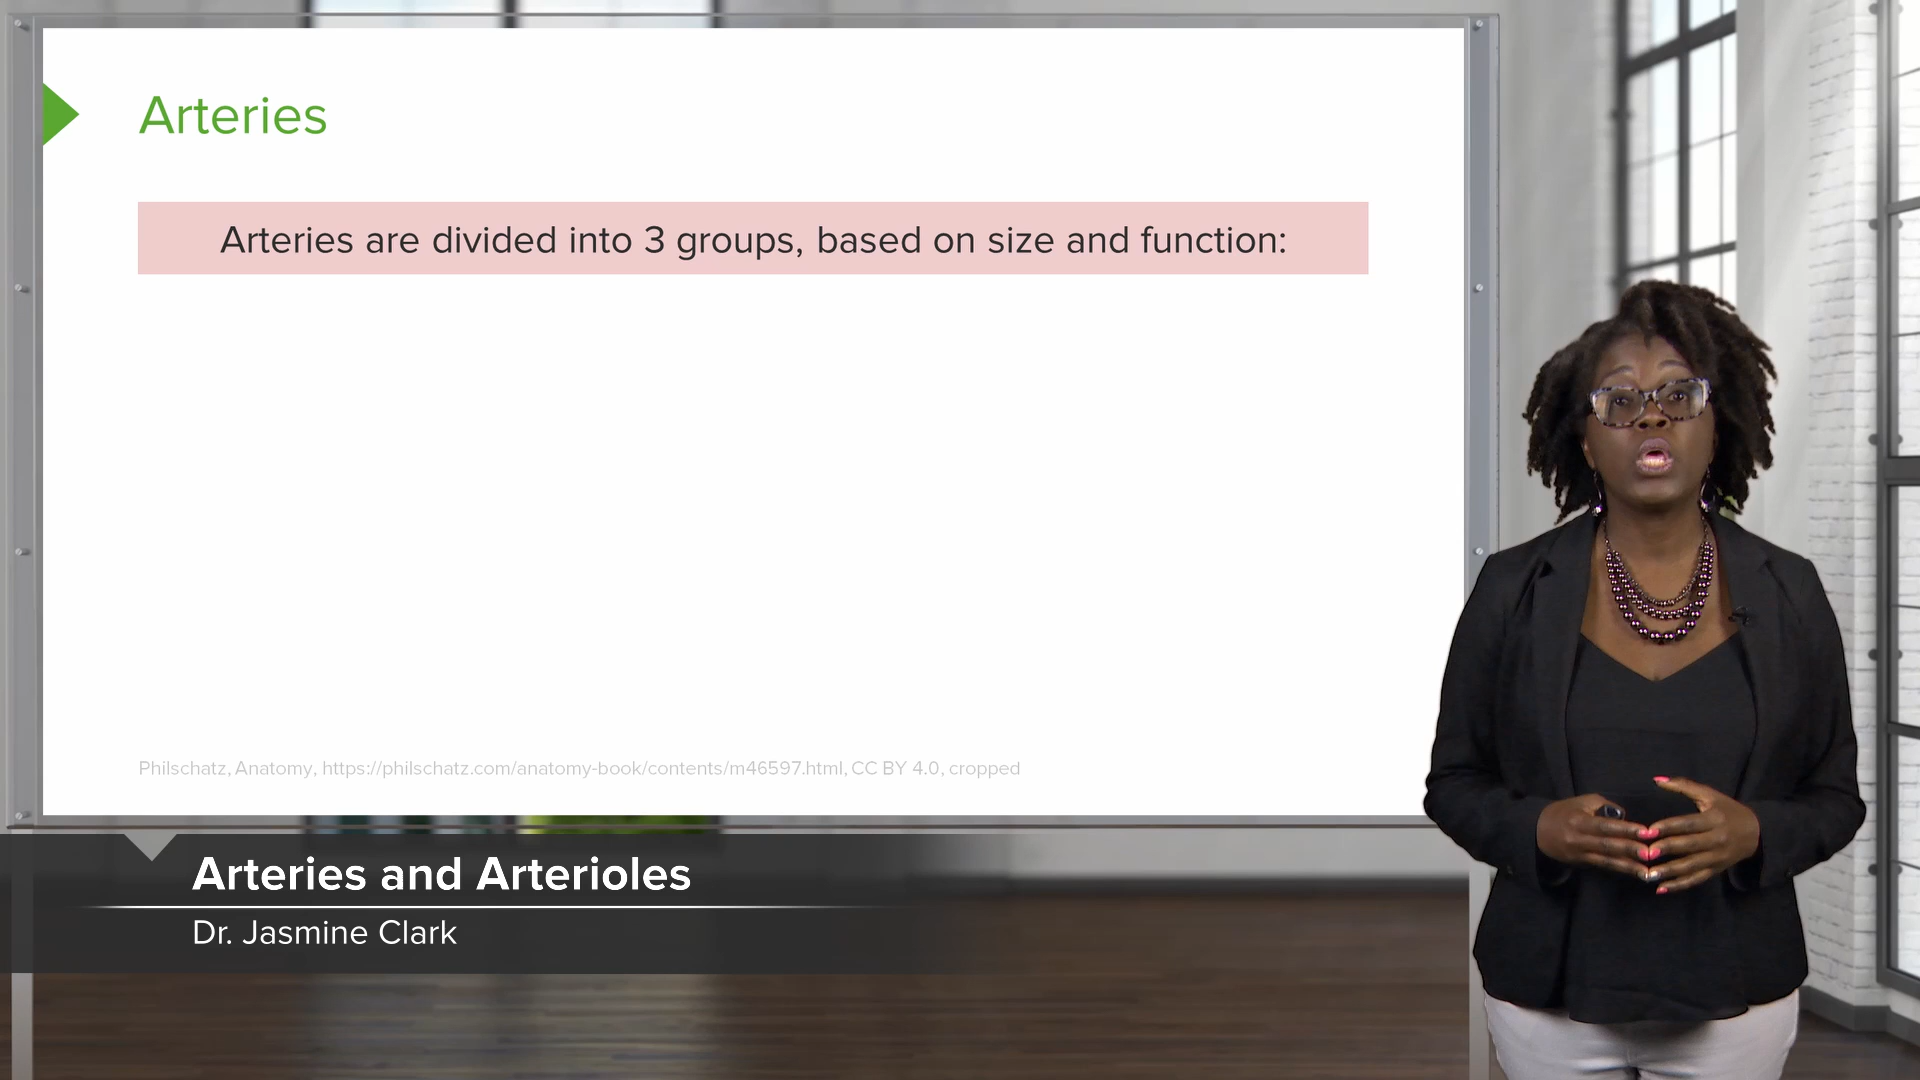 Arteries
Arteries are divided into 3 groups, based on size and function:
Philschatz, Anatomy, https://philschatz.com/anatomy-book/contents/m46597.html, CC BY 4.0, cropped
Arteries and Arterioles
Dr. Jasmine Clark